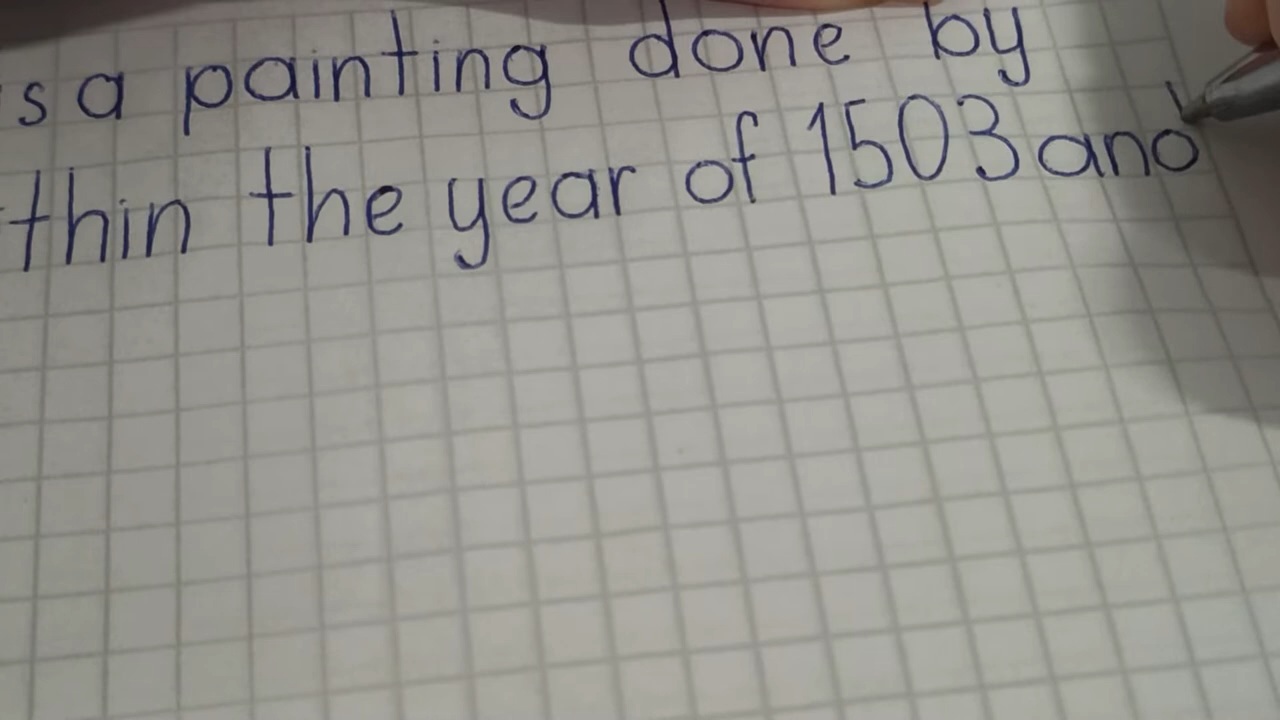 s a painting done by
thin the year of 1503 and